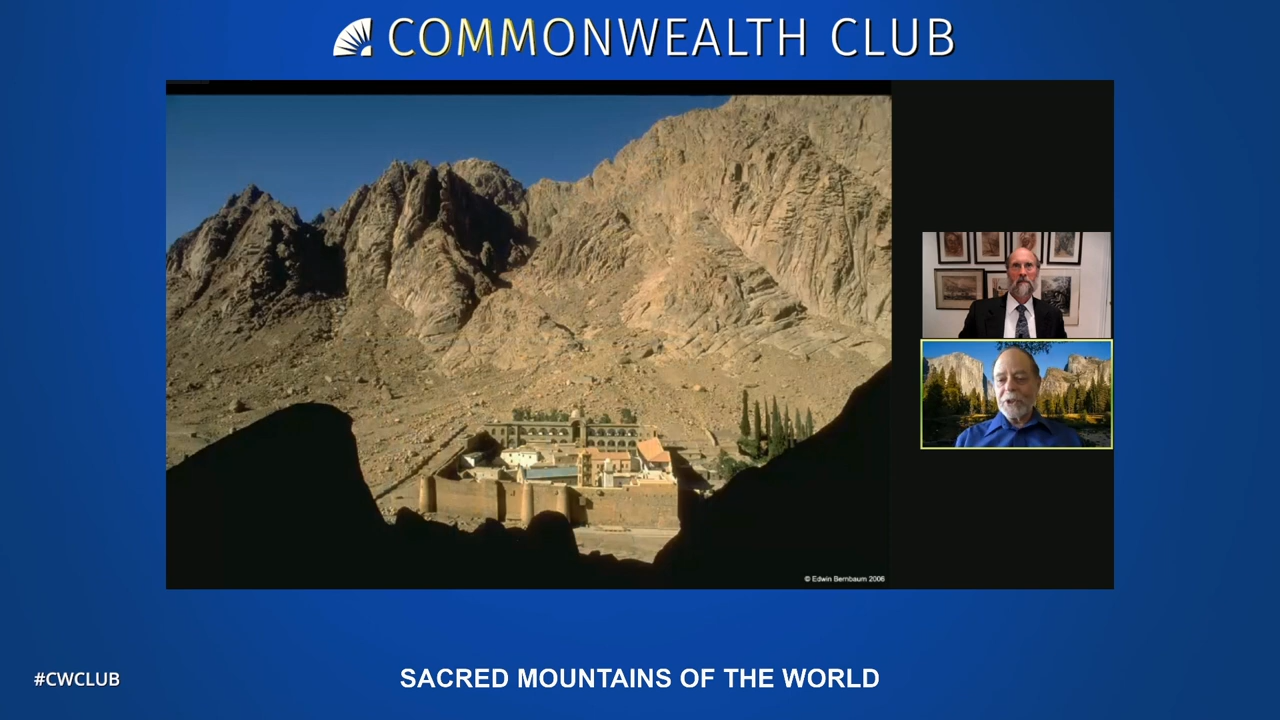 COMMONWEALTH CLUB
© Edwin Bernbaum 2006
#CWCLUB
SACRED MOUNTAINS OF THE WORLD